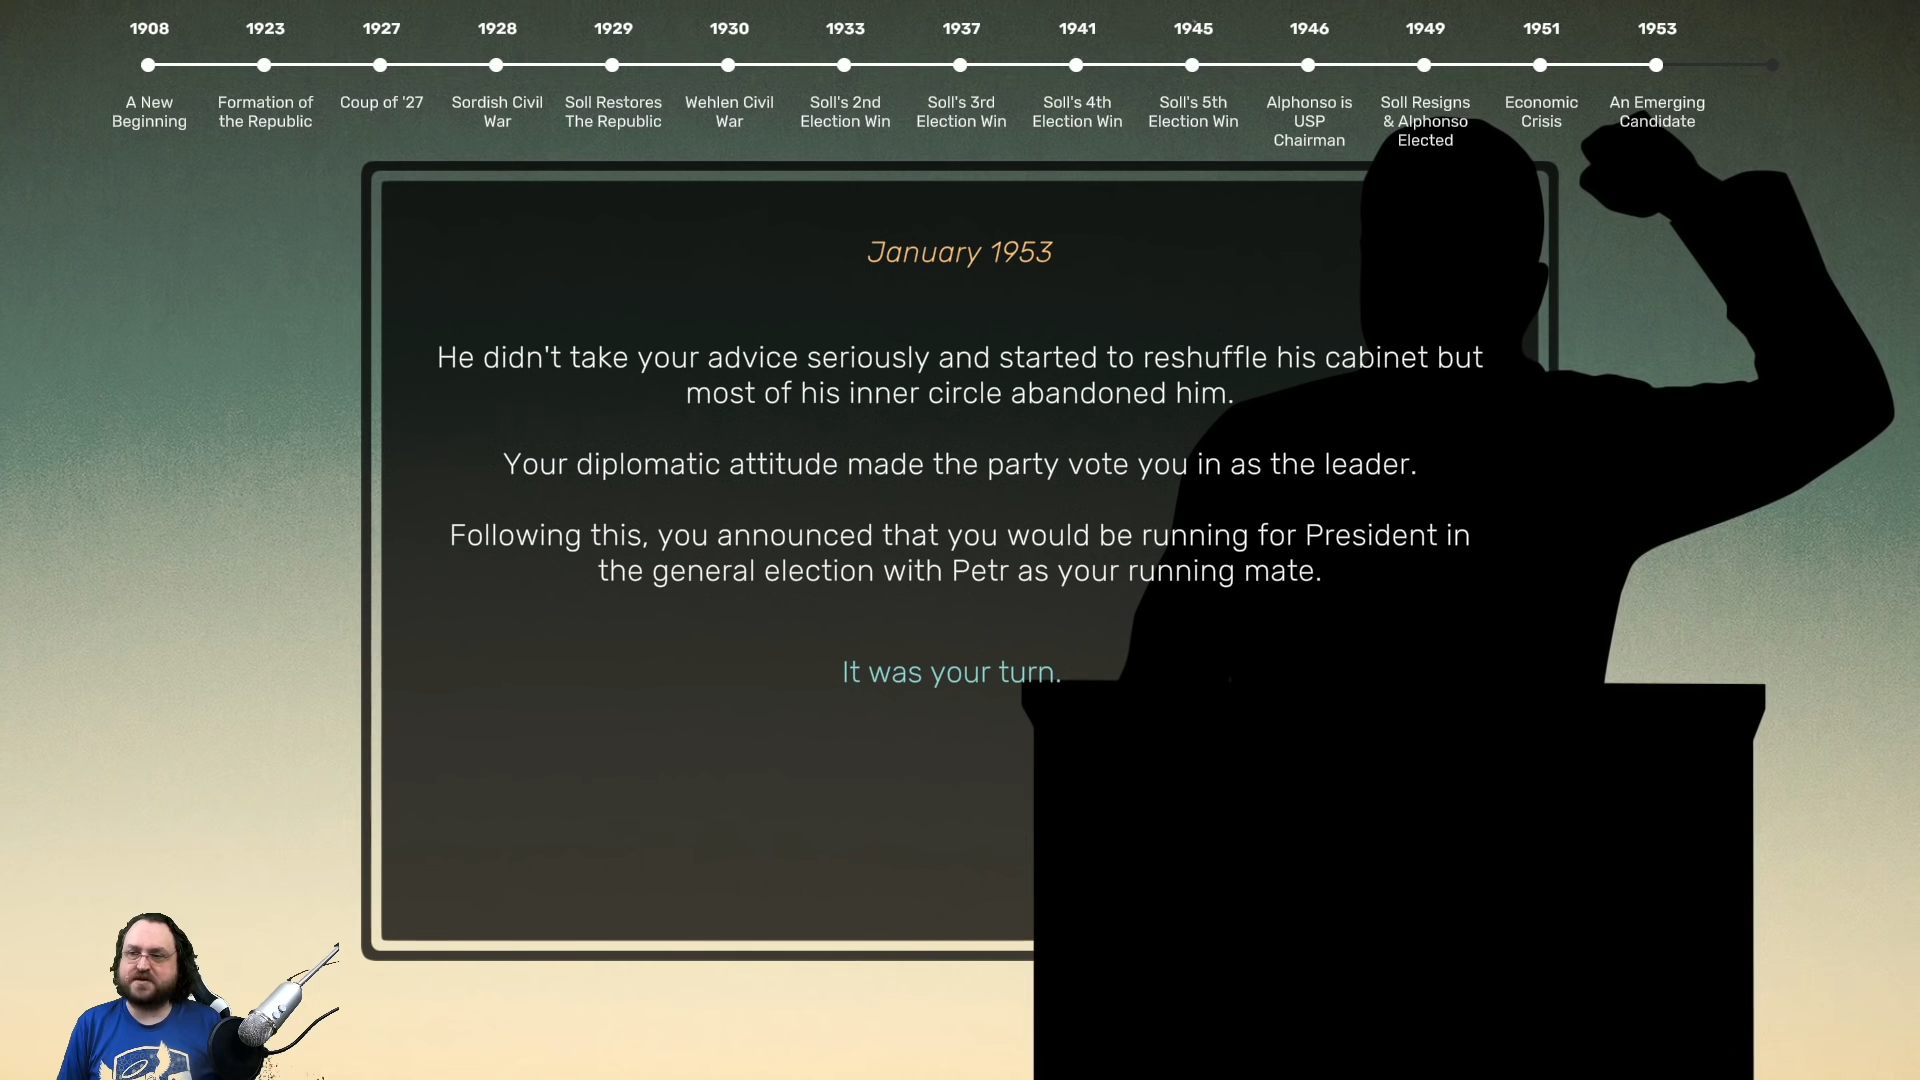 1908
1923
1927
1928
1929
1930
1933
1937
1941
1945
1946
1949
1951
1953
A New
Beginning
Formation of
the Republic
Coup of '27
Sordish Civil
War
Soll Restores
The Republic
Wehlen Civil
War
Soll's 2nd
Election Win
Soll's 3rd
Election Win
Soll's 4th
Election Win
Soll's 5th
Election Win
Alphonso is
USP
Chairman
Soll Resigns
& Alphonso
Elected
Economic
Crisis
An Emerging
Candidate
January 1953
He didn't take your advice seriously and started to reshuffle his cabinet but
most of his inner circle abandoned him.
Your diplomatic attitude made the party vote you in as the leader.
Following this, you announced that you would be running for President in
the general election with Petr as your running mate.
It was your turn.